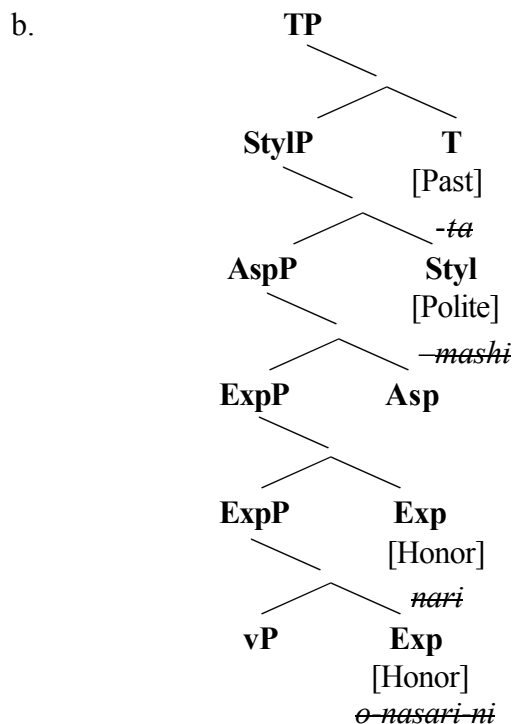 b.
TP
StylP T
[Past]
-ta
AspP Styl
[Polite]
-mashi
ExpP Asp
ExpP Exp
[Honor]
nari
vP Exp
[Honor]
o-nasari-ni